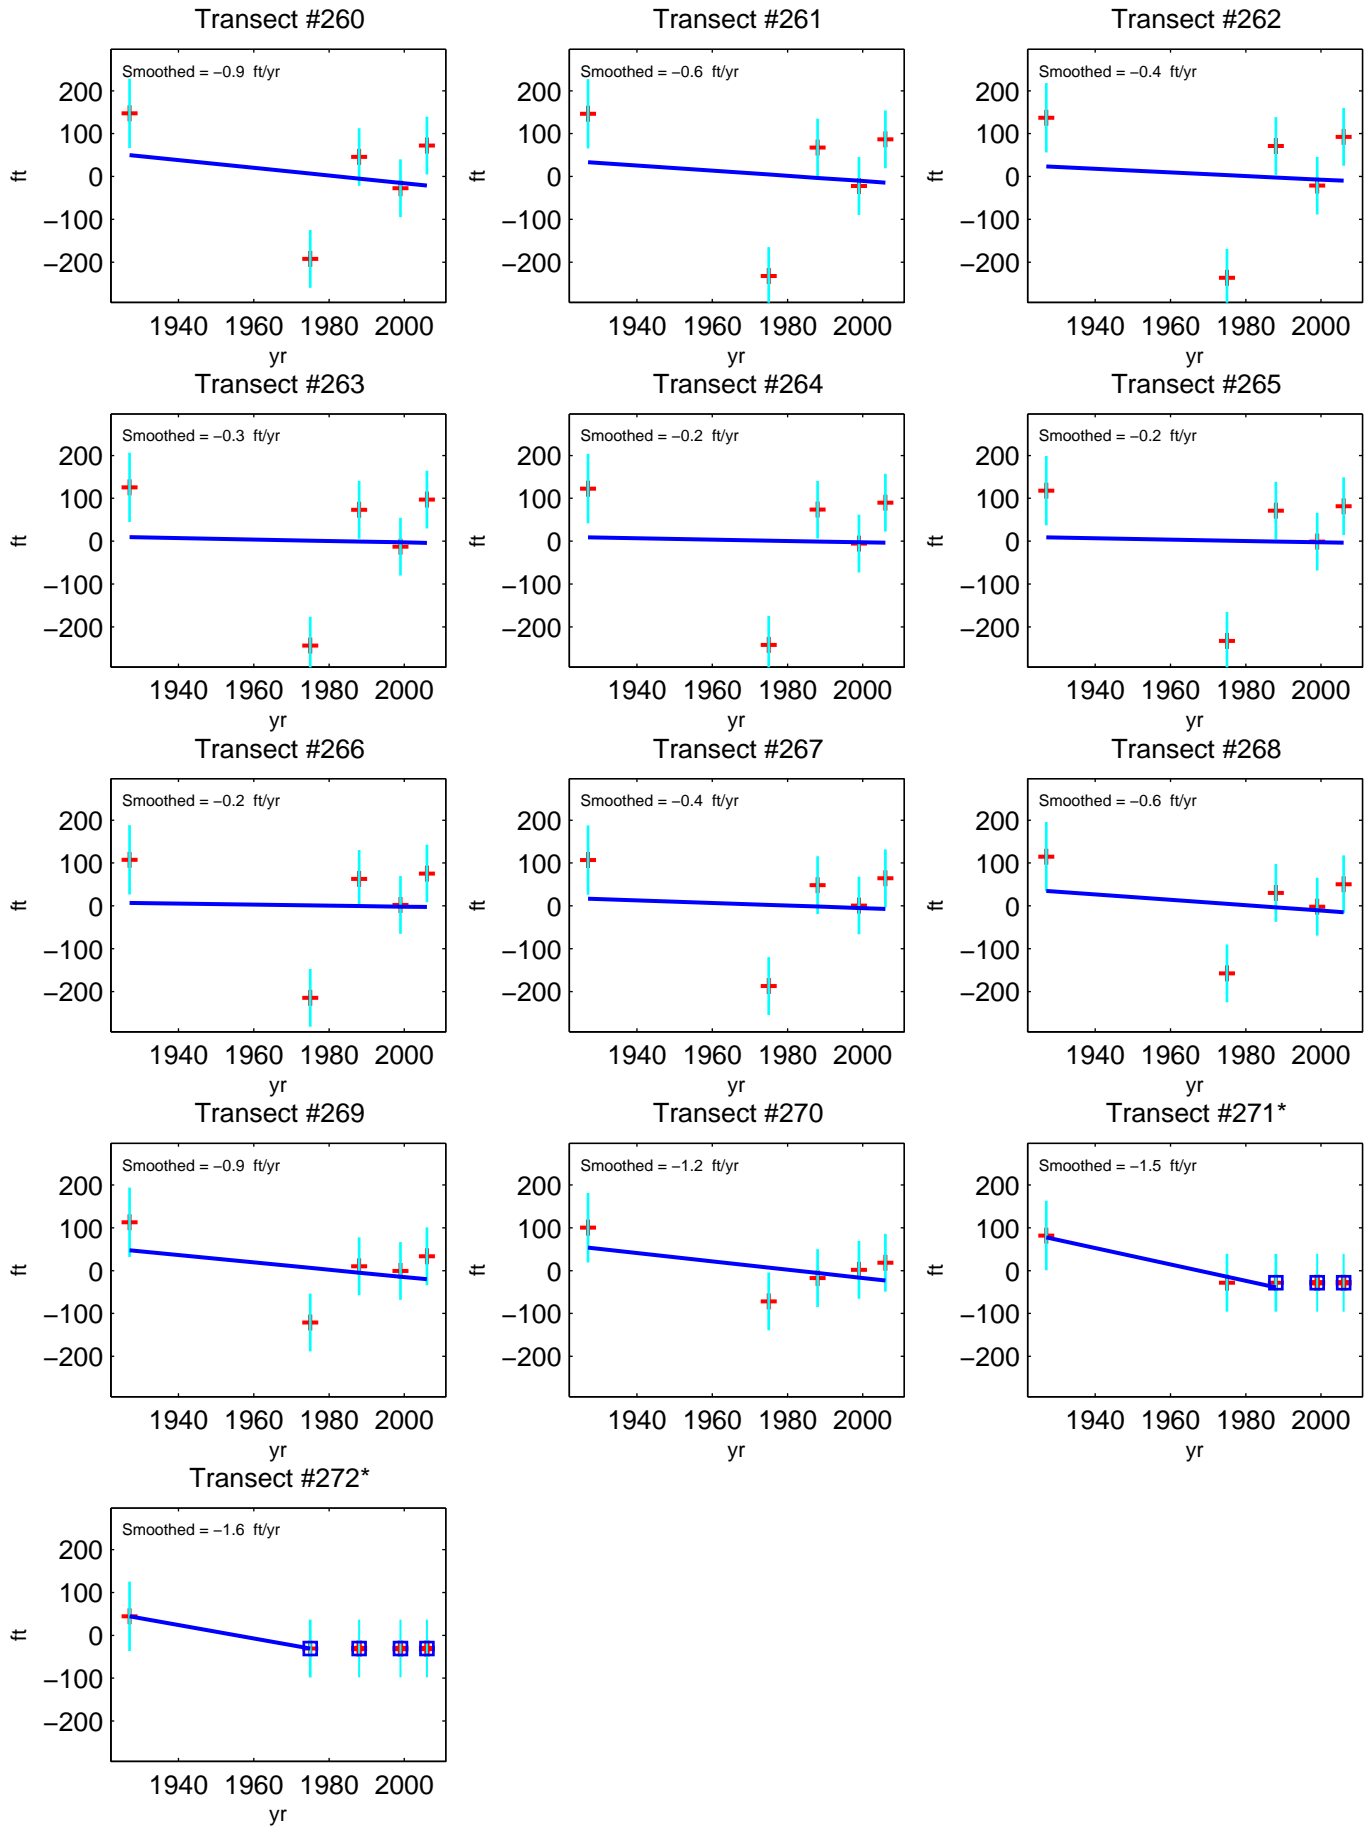 Transect #260
Smoothed = −0.9 ft/yr
200
100
0
−100
−200
ft
1940 1960 1980 2000
yr
Transect #261
Smoothed = −0.6 ft/yr
200
100
0
−100
−200
ft
1940 1960 1980 2000
yr
Transect #262
Smoothed = −0.4 ft/yr
200
100
0
−100
−200
ft
1940 1960 1980 2000
yr
Transect #263
Smoothed = −0.3 ft/yr
200
100
0
−100
−200
ft
1940 1960 1980 2000
yr
Transect #264
Smoothed = −0.2 ft/yr
200
100
0
−100
−200
ft
1940 1960 1980 2000
yr
Transect #265
Smoothed = −0.2 ft/yr
200
100
0
−100
−200
ft
1940 1960 1980 2000
yr
Transect #266
Smoothed = −0.2 ft/yr
200
100
0
−100
−200
ft
1940 1960 1980 2000
yr
Transect #267
Smoothed = −0.4 ft/yr
200
100
0
−100
−200
ft
1940 1960 1980 2000
yr
Transect #268
Smoothed = −0.6 ft/yr
200
100
0
−100
−200
ft
1940 1960 1980 2000
yr
Transect #269
Smoothed = −0.9 ft/yr
200
100
0
−100
−200
ft
1940 1960 1980 2000
yr
Transect #270
Smoothed = −1.2 ft/yr
200
100
0
−100
−200
ft
1940 1960 1980 2000
yr
Transect #271*
Smoothed = −1.5 ft/yr
200
100
0
−100
−200
ft
1940 1960 1980 2000
yr
Transect #272*
Smoothed = −1.6 ft/yr
200
100
0
−100
−200
ft
1940 1960 1980 2000
yr